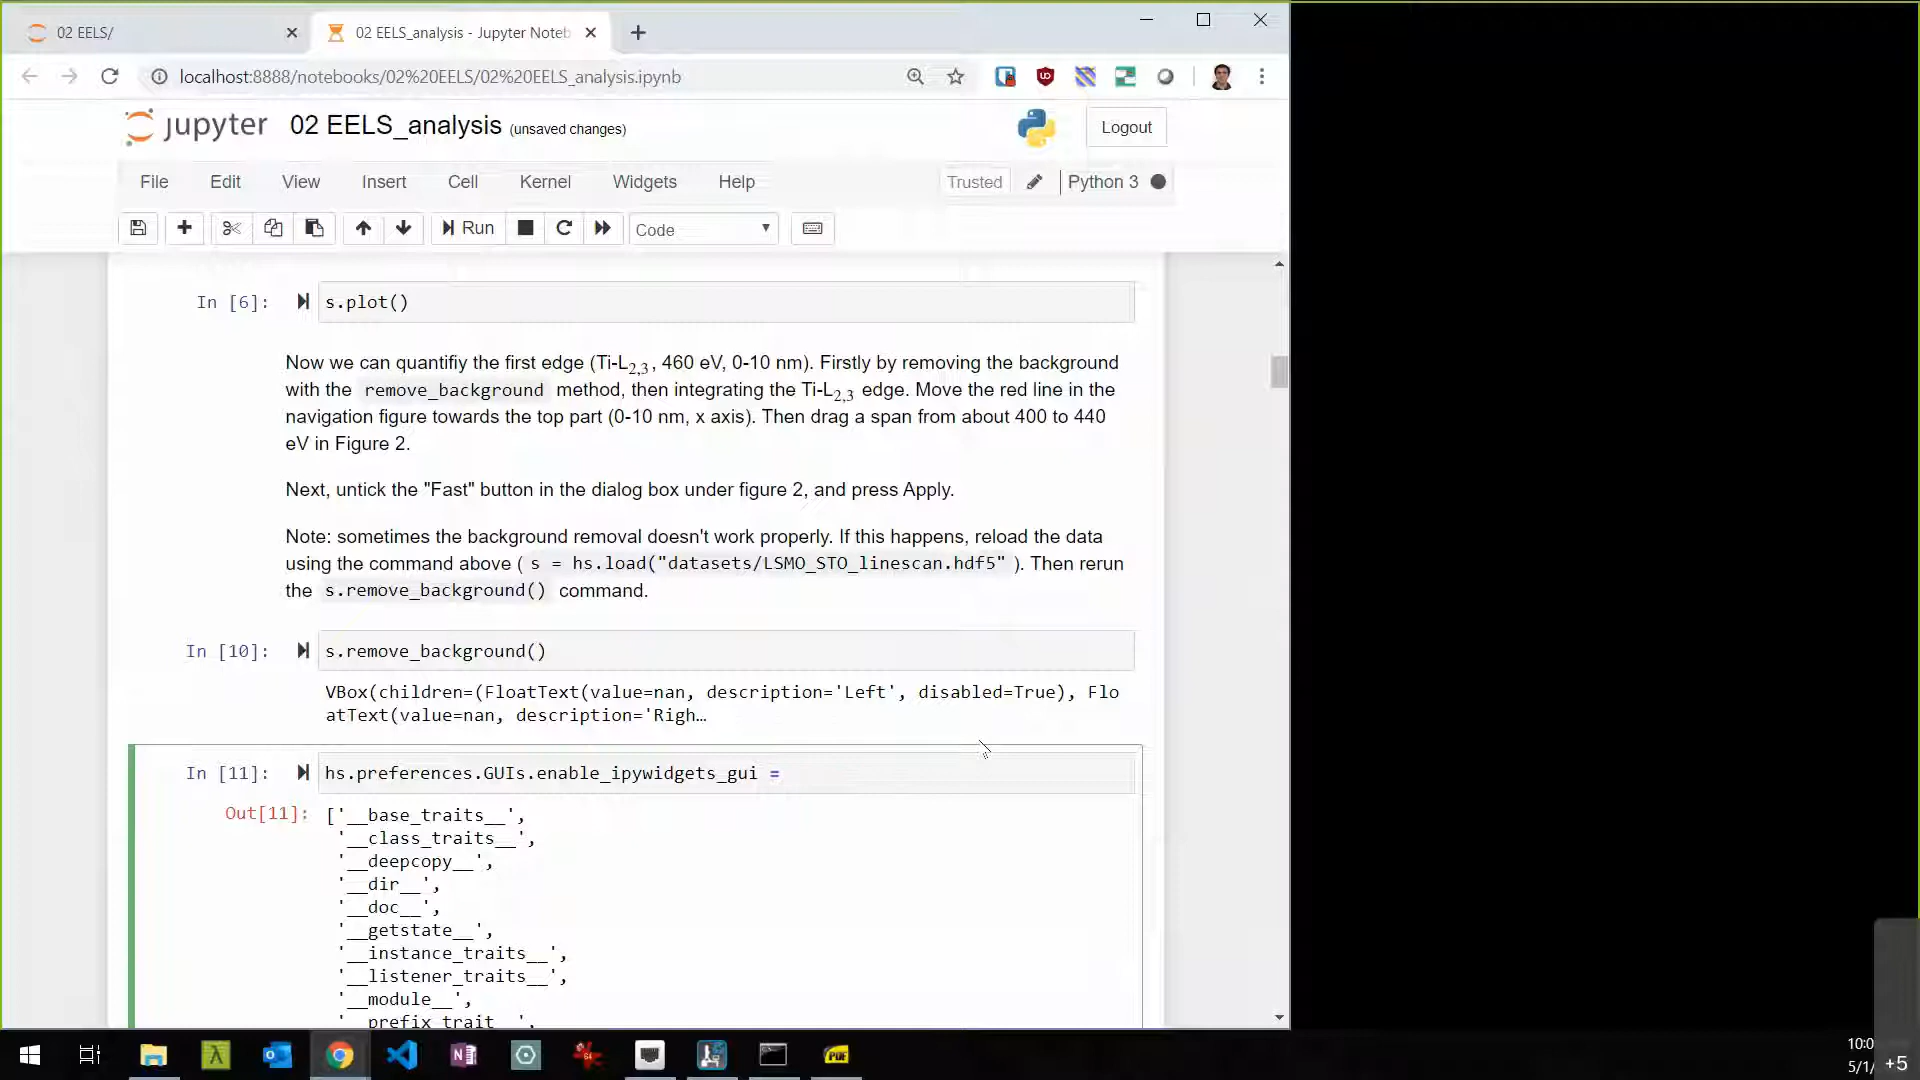 02 EELS/
02 EELS_analysis - Jupyter Noteb
localhost:8888/notebooks/02%20EELS/02%20EELS_analysis.ipynb
jupyter 02 EELS_analysis (unsaved changes)
Logout
File Edit View Insert Cell Kernel Widgets Help
Trusted Python 3
Run Code
In [6]: s.plot()
Now we can quantifiy the first edge (Ti-L2,3, 460 eV, 0-10 nm). Firstly by removing the background
with the remove_background method, then integrating the Ti-L2,3 edge. Move the red line in the
navigation figure towards the top part (0-10 nm, x axis). Then drag a span from about 400 to 440
eV in Figure 2.
Next, untick the "Fast" button in the dialog box under figure 2, and press Apply.
Note: sometimes the background removal doesn't work properly. If this happens, reload the data
using the command above ( s = hs.load("datasets/LSMO_STO_linescan.hdf5" ). Then rerun
the s.remove_background() command.
In [10]: s.remove_background()
VBox(children=(FloatText(value=nan, description='Left', disabled=True), Flo
atText(value=nan, description='Righ…
In [11]: hs.preferences.GUIs.enable_ipywidgets_gui =
Out[11]: ['__base_traits__',
'__class_traits__',
'__deepcopy__',
'__dir__',
'__doc__',
'__getstate__',
'__instance_traits__',
'__listener_traits__',
'__module__',
'__prefix_trait__',
10:0
5/1/
+5